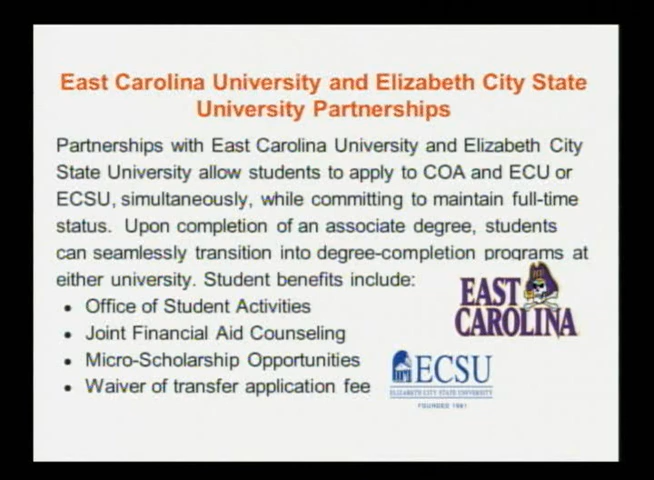 East Carolina University and Elizabeth City State
University Partnerships
Partnerships with East Carolina University and Elizabeth City
State University allow students to apply to COA and ECU or
ECSU, simultaneously, while committing to maintain full-time
status. Upon completion of an associate degree, students
can seamlessly transition into degree-completion programs at
either university. Student benefits include:
• Office of Student Activities
• Joint Financial Aid Counseling
• Micro-Scholarship Opportunities
• Waiver of transfer application fee
EAST
CAROLINA
ECSU
ELIZABETH CITY STATE UNIVERSITY
FOUNDED 1891